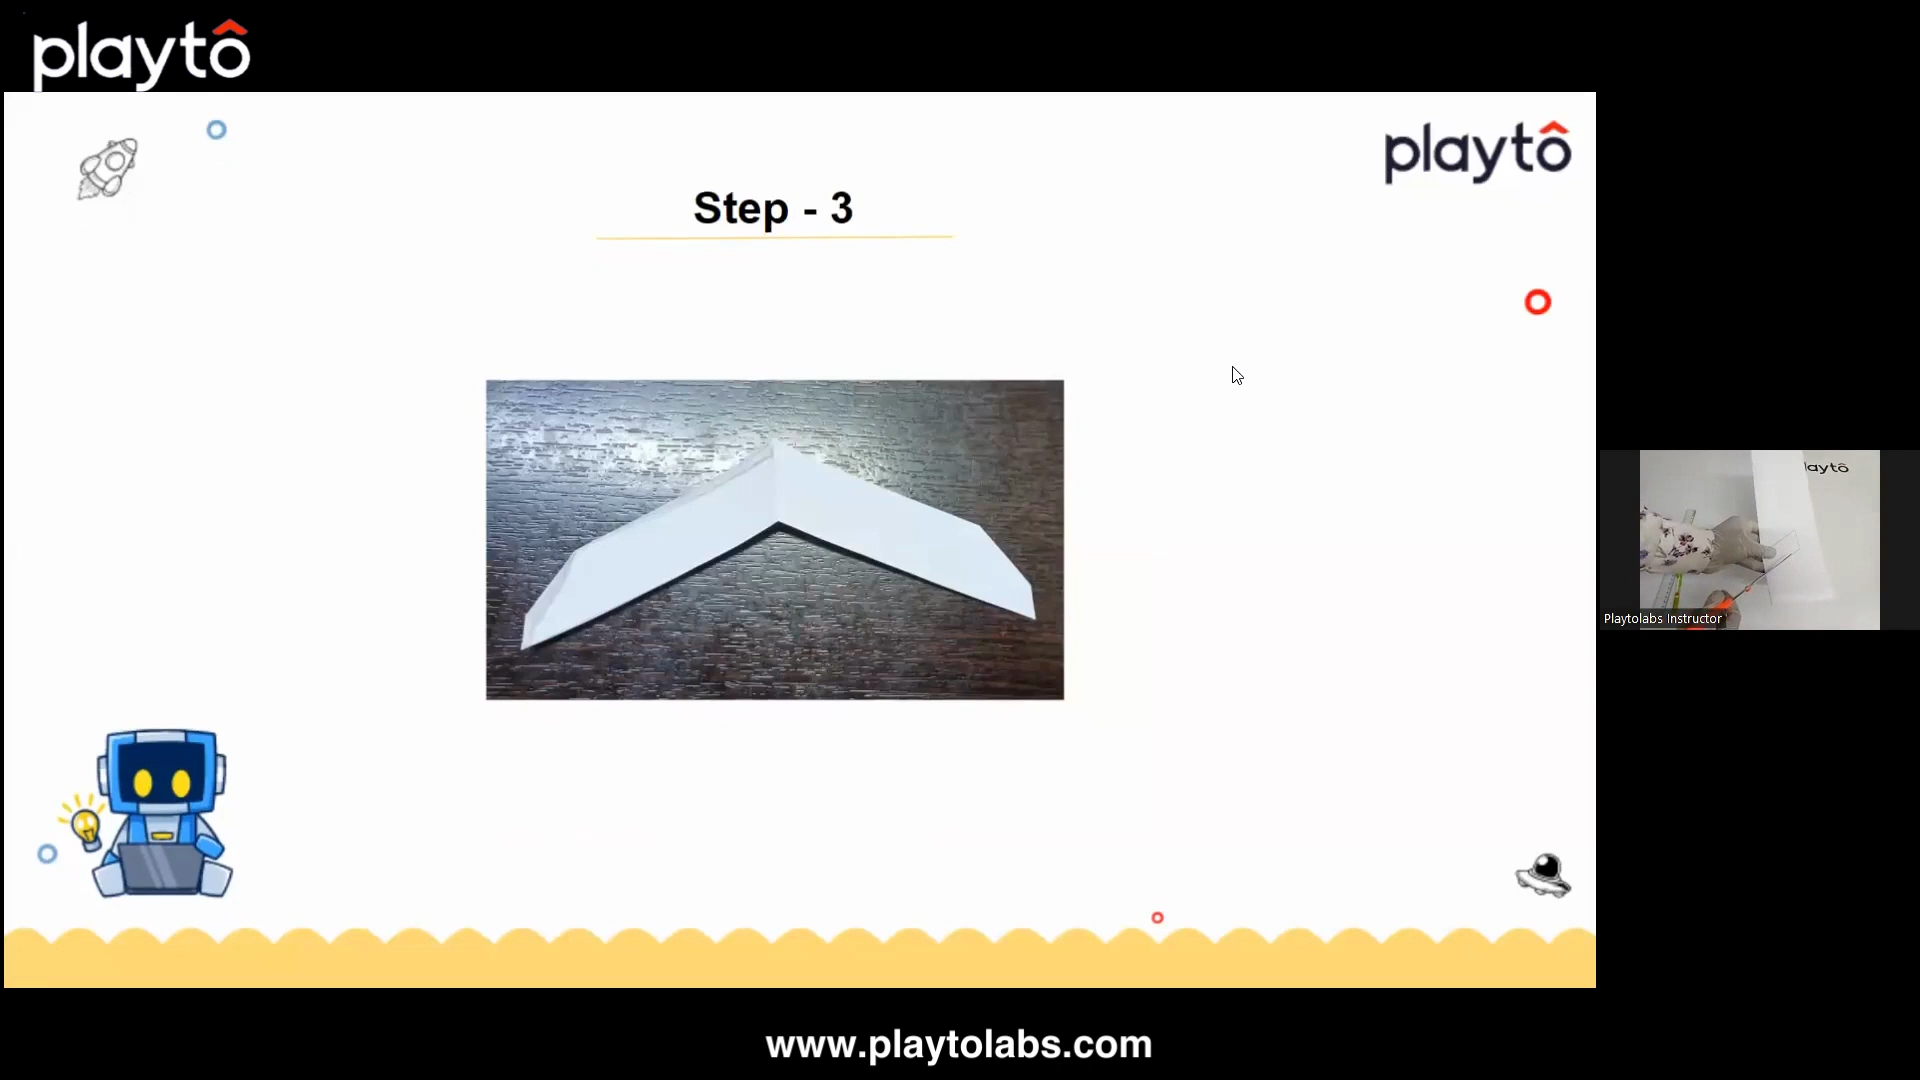 playtô
playtô
Step - 3
laytô
Playtolabs Instructor
www.playtolabs.com